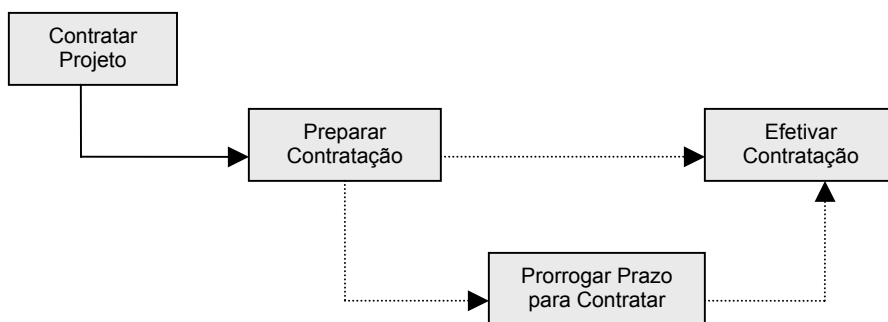 Contratar
Projeto
Preparar
Contratação
Efetivar
Contratação
Prorrogar Prazo
para Contratar